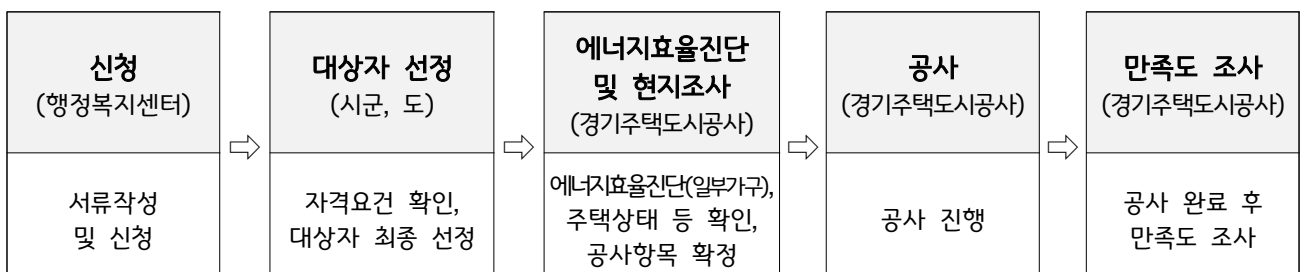 신청
(행정복지센터)
서류작성
및 신청
⇨
대상자 선정
(시군, 도)
자격요건 확인,
대상자 최종 선정
⇨
에너지효율진단
및 현지조사
(경기주택도시공사)
에너지효율진단(일부가구),
주택상태 등 확인,
공사항목 확정
⇨
공사
(경기주택도시공사)
공사 진행
⇨
만족도 조사
(경기주택도시공사)
공사 완료 후
만족도 조사